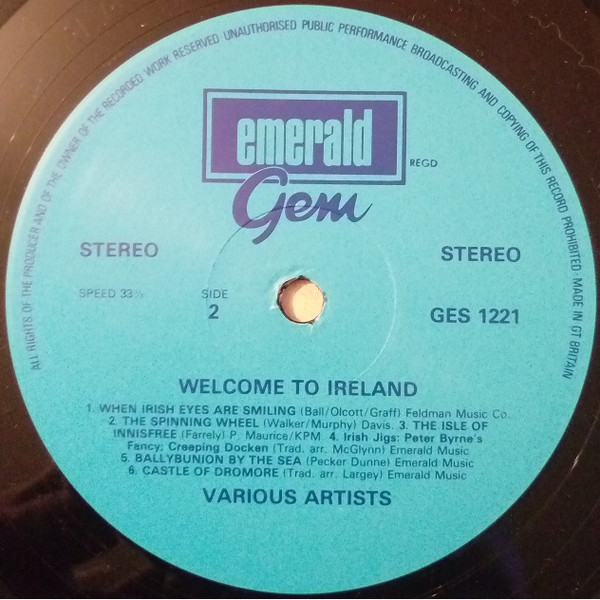 ALL RIGHTS OF THE PRODUCER AND OF THE OWNER OF THE RECORDED WORK RESERVED UNAUTHORISED PUBLIC PERFORMANCE BROADCASTING AND COPYING OF THIS RECORD PROHIBITED · MADE IN GT BRITAIN
emerald
REGD
Gem
STEREO STEREO
SPEED 33⅓ SIDE
2 GES 1221
WELCOME TO IRELAND
1. WHEN IRISH EYES ARE SMILING (Ball/Olcott/Graff) Feldman Music Co.
2. THE SPINNING WHEEL (Walker/Murphy) Davis. 3. THE ISLE OF
INNISFREE (Farrely) P. Maurice/KPM 4. Irish Jigs: Peter Byrne's
Fancy; Creeping Docken (Trad. arr. McGlynn) Emerald Music
5. BALLYBUNION BY THE SEA (Pecker Dunne) Emerald Music
6. CASTLE OF DROMORE (Trad. arr. Largey) Emerald Music
VARIOUS ARTISTS